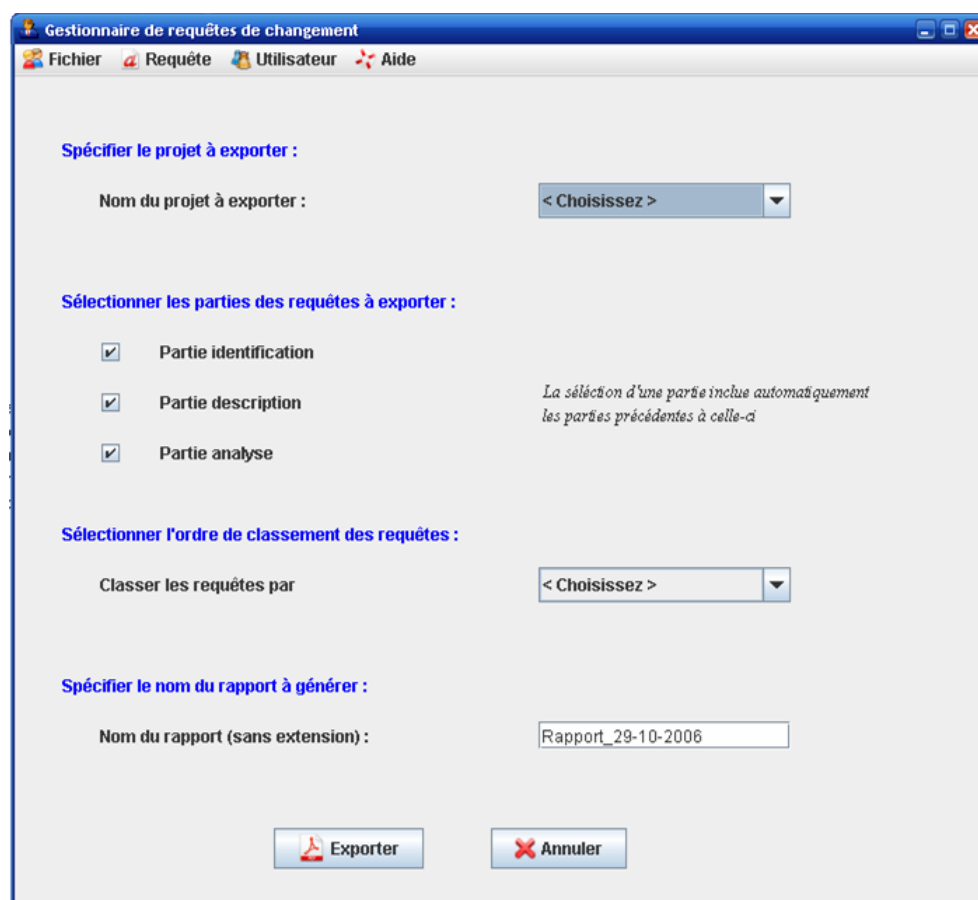 Gestionnaire de requêtes de changement
Fichier Requête Utilisateur Aide
Spécifier le projet à exporter :
Nom du projet à exporter : < Choisissez >
Sélectionner les parties des requêtes à exporter :
Partie identification
Partie description
La séléction d'une partie inclue automatiquement
les parties précédentes à celle-ci
Partie analyse
Sélectionner l'ordre de classement des requêtes :
Classer les requêtes par < Choisissez >
Spécifier le nom du rapport à générer :
Nom du rapport (sans extension) : Rapport_29-10-2006
Exporter Annuler